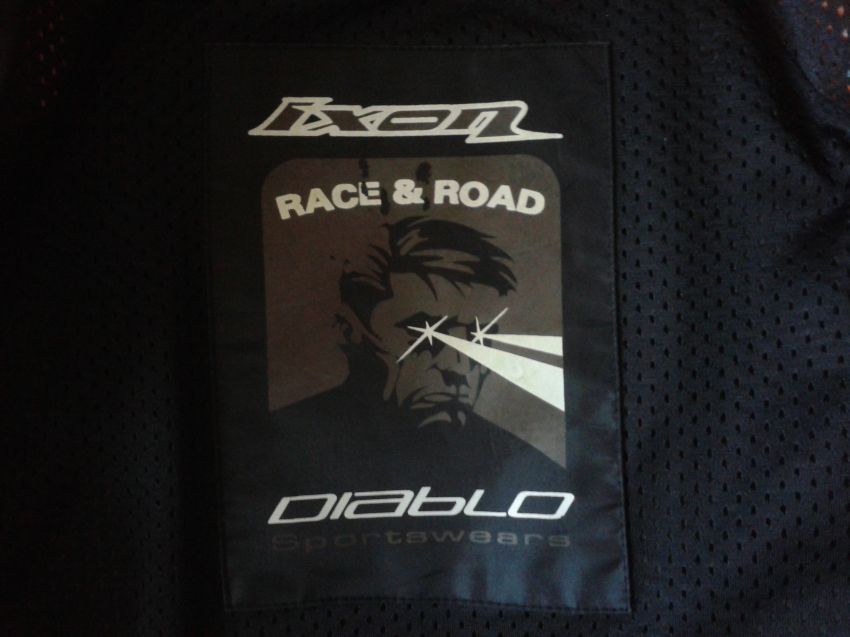 Ixon
RACE & ROAD
DIabLO
Sportswears